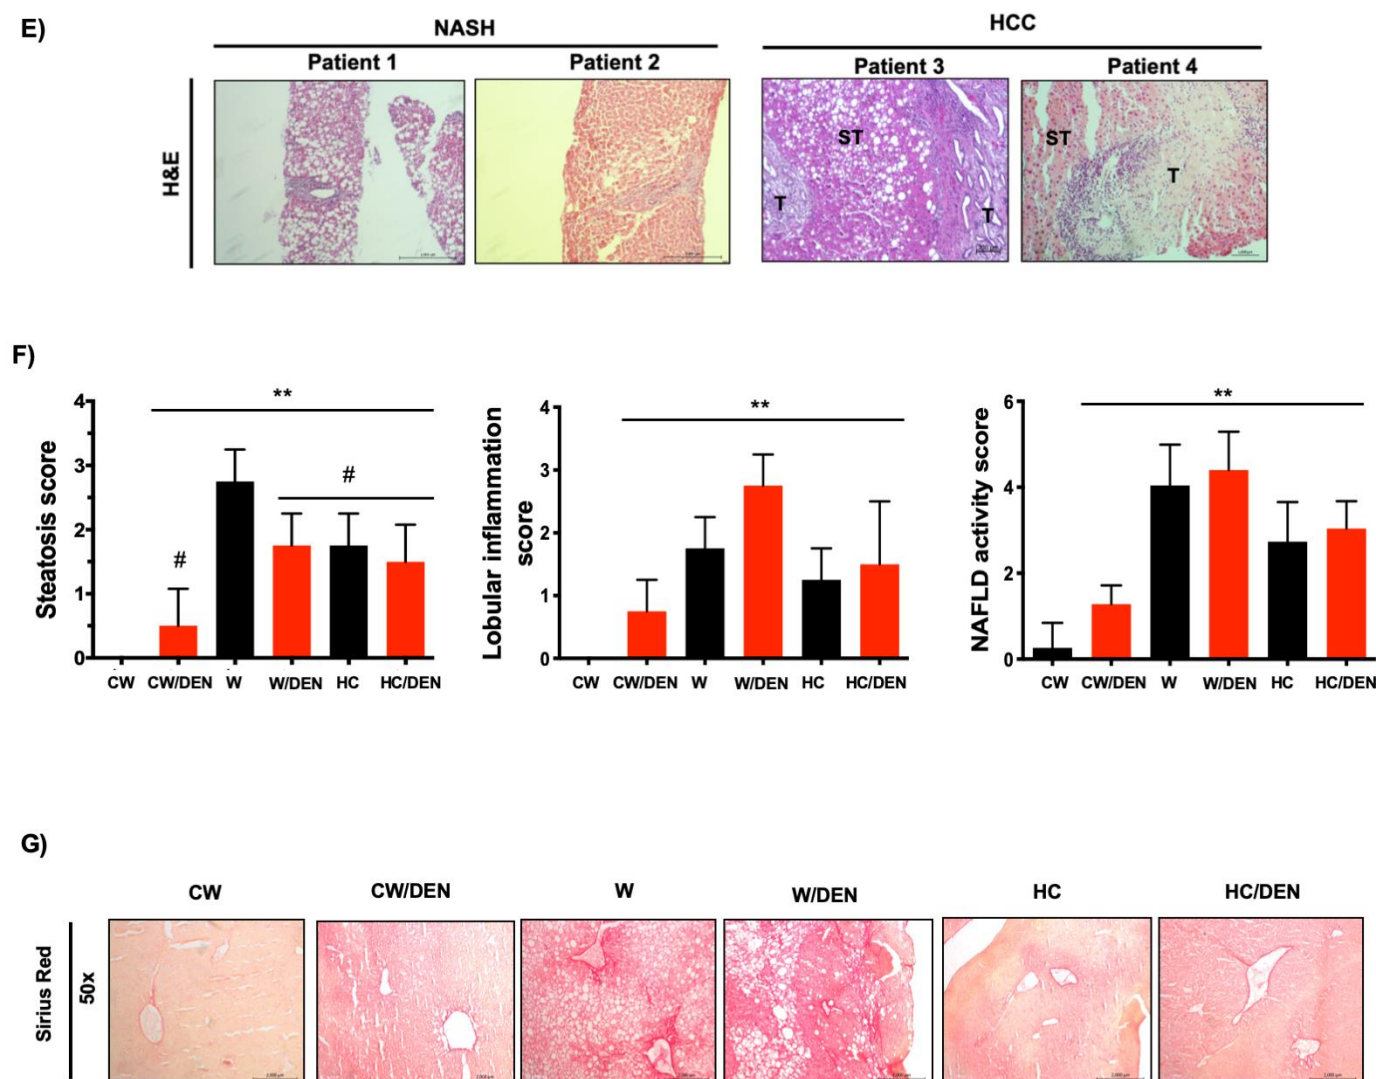 E)
NASH
HCC
Patient 1
Patient 2
Patient 3
Patient 4
H&E
ST
T
T
ST
T
F)
Steatosis score
4
3
2
1
0
**
#
#
CW
CW/DEN
W
W/DEN
HC
HC/DEN
Lobular inflammation
score
4
3
2
1
0
**
CW
CW/DEN
W
W/DEN
HC
HC/DEN
NAFLD activity score
6
4
2
0
**
CW
CW/DEN
W
W/DEN
HC
HC/DEN
G)
CW
CW/DEN
W
W/DEN
HC
HC/DEN
Sirius Red
50x